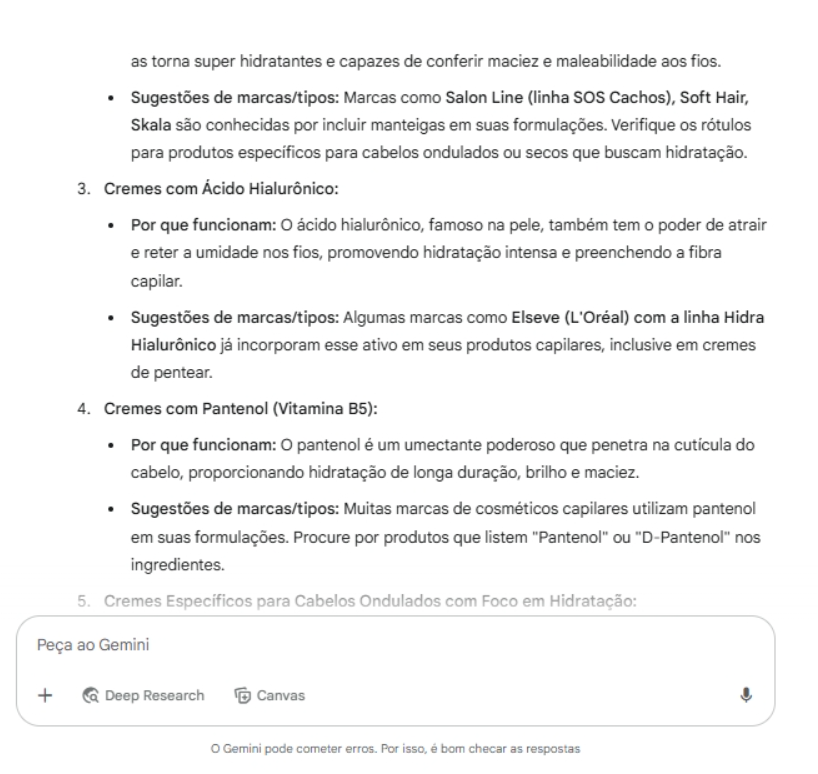 as torna super hidratantes e capazes de conferir maciez e maleabilidade aos fios.
• Sugestões de marcas/tipos: Marcas como Salon Line (linha SOS Cachos), Soft Hair,
Skala são conhecidas por incluir manteigas em suas formulações. Verifique os rótulos
para produtos específicos para cabelos ondulados ou secos que buscam hidratação.
3. Cremes com Ácido Hialurônico:
• Por que funcionam: O ácido hialurônico, famoso na pele, também tem o poder de atrair
e reter a umidade nos fios, promovendo hidratação intensa e preenchendo a fibra
capilar.
• Sugestões de marcas/tipos: Algumas marcas como Elseve (L'Oréal) com a linha Hidra
Hialurônico já incorporam esse ativo em seus produtos capilares, inclusive em cremes
de pentear.
4. Cremes com Pantenol (Vitamina B5):
• Por que funcionam: O pantenol é um umectante poderoso que penetra na cutícula do
cabelo, proporcionando hidratação de longa duração, brilho e maciez.
• Sugestões de marcas/tipos: Muitas marcas de cosméticos capilares utilizam pantenol
em suas formulações. Procure por produtos que listem "Pantenol" ou "D-Pantenol" nos
ingredientes.
5. Cremes Específicos para Cabelos Ondulados com Foco em Hidratação:
Peça ao Gemini
Deep Research Canvas
O Gemini pode cometer erros. Por isso, é bom checar as respostas